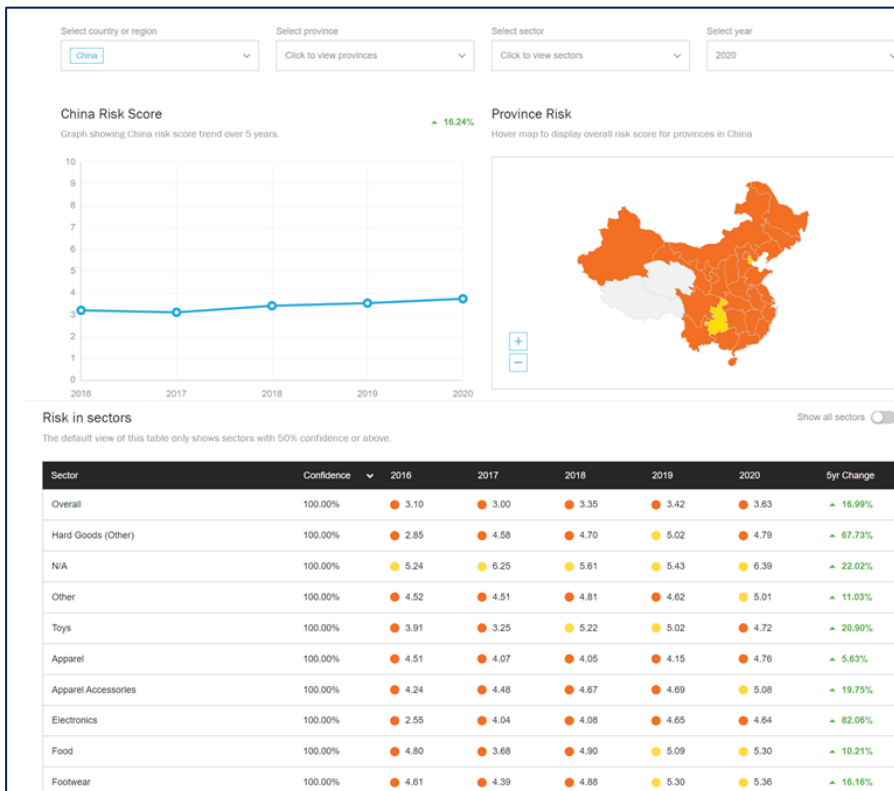 Select country or region Select province Select sector Select year
China Click to view provinces Click to view sectors 2020
China Risk Score
Graph showing China risk score trend over 5 years.
16.24%
Province Risk
Hover map to display overall risk score for provinces in China
10
9
8
7
6
5
4
3
2
1
0
2016 2017 2018 2019 2020
+
−
Risk in sectors
Show all sectors
The default view of this table only shows sectors with 50% confidence or above.
Sector Confidence 2016 2017 2018 2019 2020 5yr Change
Overall 100.00% 3.10 3.00 3.35 3.42 3.63 16.99%
Hard Goods (Other) 100.00% 2.85 4.58 4.70 5.02 4.79 67.73%
N/A 100.00% 5.24 6.25 5.61 5.43 6.39 22.02%
Other 100.00% 4.52 4.51 4.81 4.62 5.01 11.03%
Toys 100.00% 3.91 3.25 5.22 5.02 4.72 20.90%
Apparel 100.00% 4.51 4.07 4.05 4.15 4.76 5.63%
Apparel Accessories 100.00% 4.24 4.48 4.67 4.69 5.08 19.75%
Electronics 100.00% 2.55 4.04 4.08 4.65 4.64 82.06%
Food 100.00% 4.80 3.68 4.90 5.09 5.30 10.21%
Footwear 100.00% 4.61 4.39 4.88 5.30 5.36 16.16%